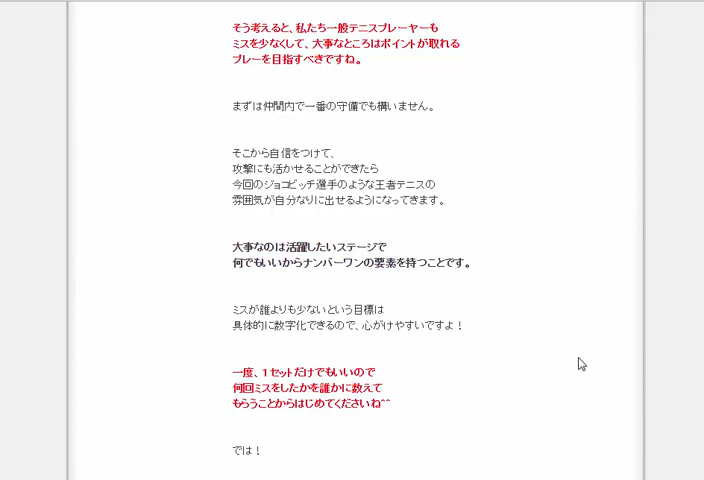 そう考えると、私たち一般テニスプレーヤーも
ミスを少なくして、大事なところはポイントが取れる
プレーを目指すべきですね。
まずは仲間内で一番の守備でも構いません。
そこから自信をつけて、
攻撃にも活かせることができたら
今回のジョコビッチ選手のような王者テニスの
雰囲気が自分なりに出せるようになってきます。
大事なのは活躍したいステージで
何でもいいからナンバーワンの要素を持つことです。
ミスが誰よりも少ないという目標は
具体的に数字化できるので、心がけやすいですよ！
一度、１セットだけでもいいので
何回ミスをしたかを誰かに数えて
もらうことからはじめてくださいね^^
では！